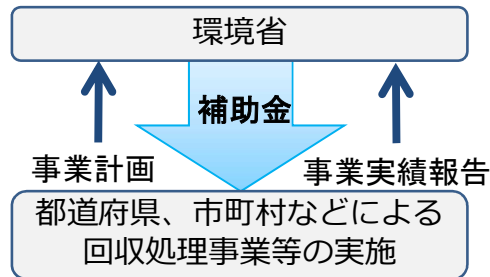 環境省
補助金
事業計画
事業実績報告
都道府県、市町村などによる
回収処理事業等の実施